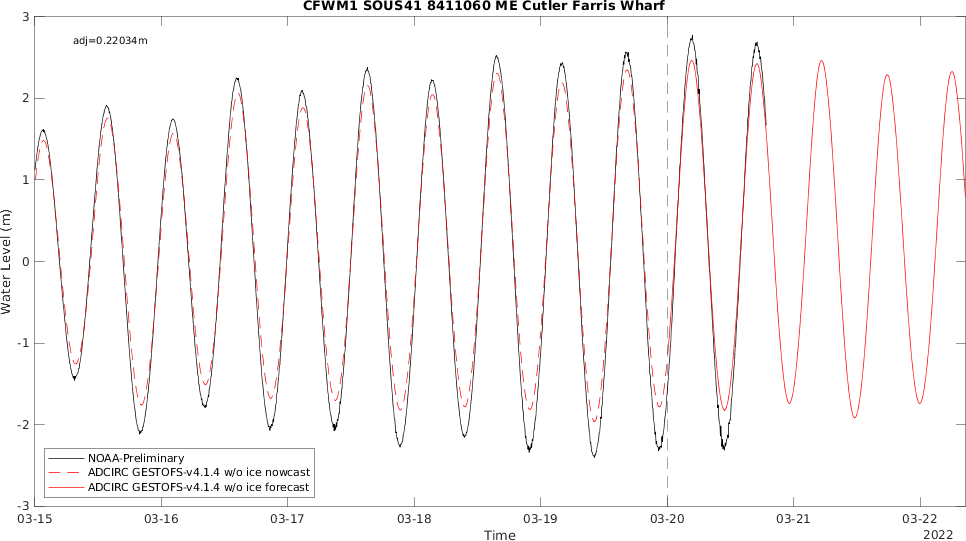 CFWM1 SOUS41 8411060 ME Cutler Farris Wharf
adj=0.22034m
3
2
1
0
-1
-2
-3
Water Level (m)
NOAA-Preliminary
ADCIRC GESTOFS-v4.1.4 w/o ice nowcast
ADCIRC GESTOFS-v4.1.4 w/o ice forecast
03-15 03-16 03-17 03-18 03-19 03-20 03-21 03-22
Time
2022